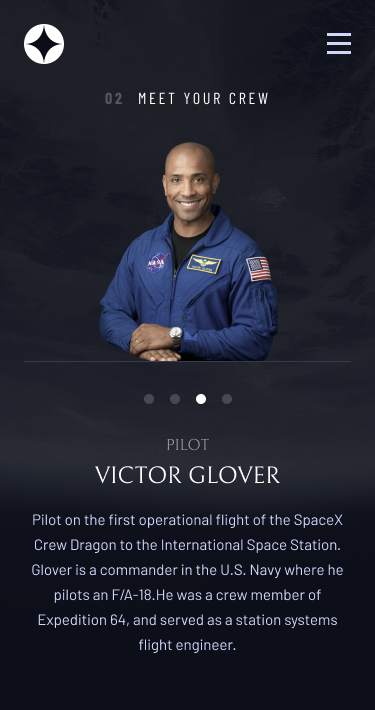 02 MEET YOUR CREW
NASA
PILOT
VICTOR GLOVER
Pilot on the first operational flight of the SpaceX
Crew Dragon to the International Space Station.
Glover is a commander in the U.S. Navy where he
pilots an F/A-18.He was a crew member of
Expedition 64, and served as a station systems
flight engineer.